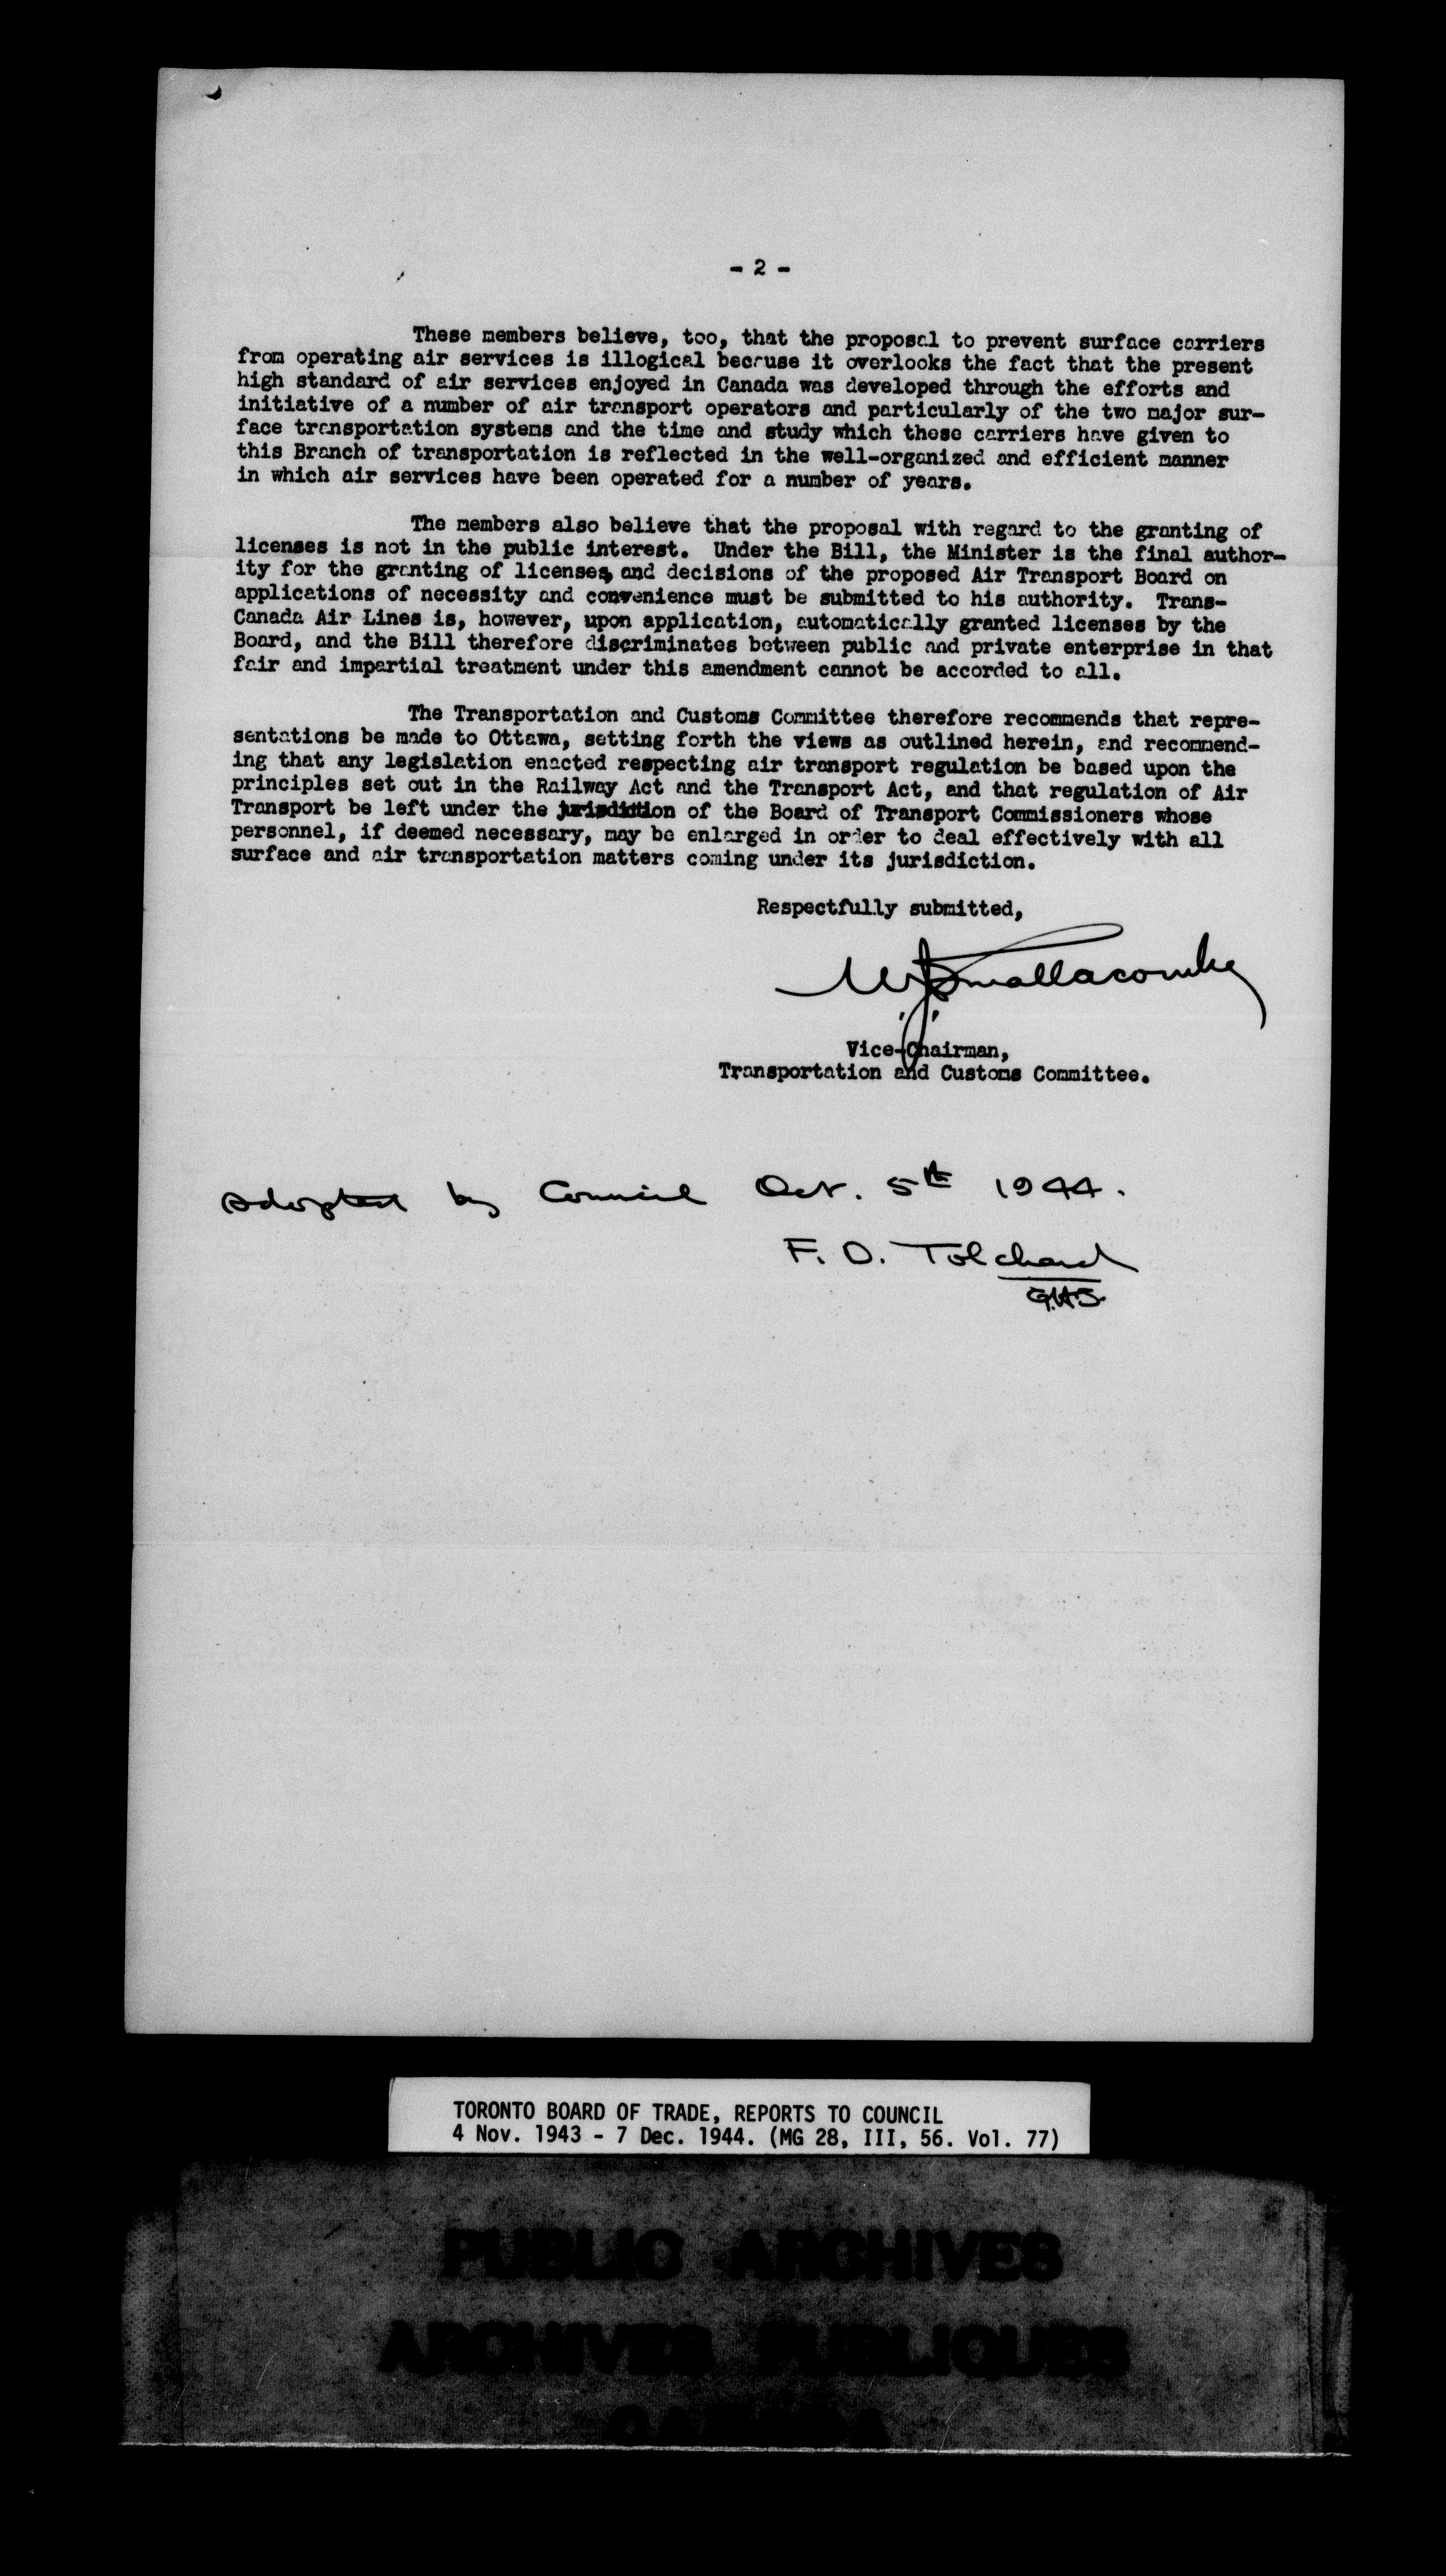 - 2 -
These members believe, too, that the proposal to prevent surface carriers
from operating air services is illogical because it overlooks the fact that the present
high standard of air services enjoyed in Canada was developed through the efforts and
initiative of a number of air transport operators and particularly of the two major sur-
face transportation systems and the time and study which these carriers have given to
this Branch of transportation is reflected in the well-organized and efficient manner
in which air services have been operated for a number of years.
The members also believe that the proposal with regard to the granting of
licenses is not in the public interest. Under the Bill, the Minister is the final author-
ity for the granting of licenses, and decisions of the proposed Air Transport Board on
applications of necessity and convenience must be submitted to his authority. Trans-
Canada Air Lines is, however, upon application, automatically granted licenses by the
Board, and the Bill therefore discriminates between public and private enterprise in that
fair and impartial treatment under this amendment cannot be accorded to all.
The Transportation and Customs Committee therefore recommends that repre-
sentations be made to Ottawa, setting forth the views as outlined herein, and recommend-
ing that any legislation enacted respecting air transport regulation be based upon the
principles set out in the Railway Act and the Transport Act, and that regulation of Air
Transport be left under the jurisdiction of the Board of Transport Commissioners whose
personnel, if deemed necessary, may be enlarged in order to deal effectively with all
surface and air transportation matters coming under its jurisdiction.
Respectfully submitted,
W. J. Smallacombe
Vice-Chairman,
Transportation and Customs Committee.
adopted by Council Oct. 5th 1944.
F. D. Tolchard
TORONTO BOARD OF TRADE, REPORTS TO COUNCIL
4 Nov. 1943 - 7 Dec. 1944. (MG 28, III, 56. Vol. 77)
PUBLIC ARCHIVES
ARCHIVES PUBLIQUES
CANADA